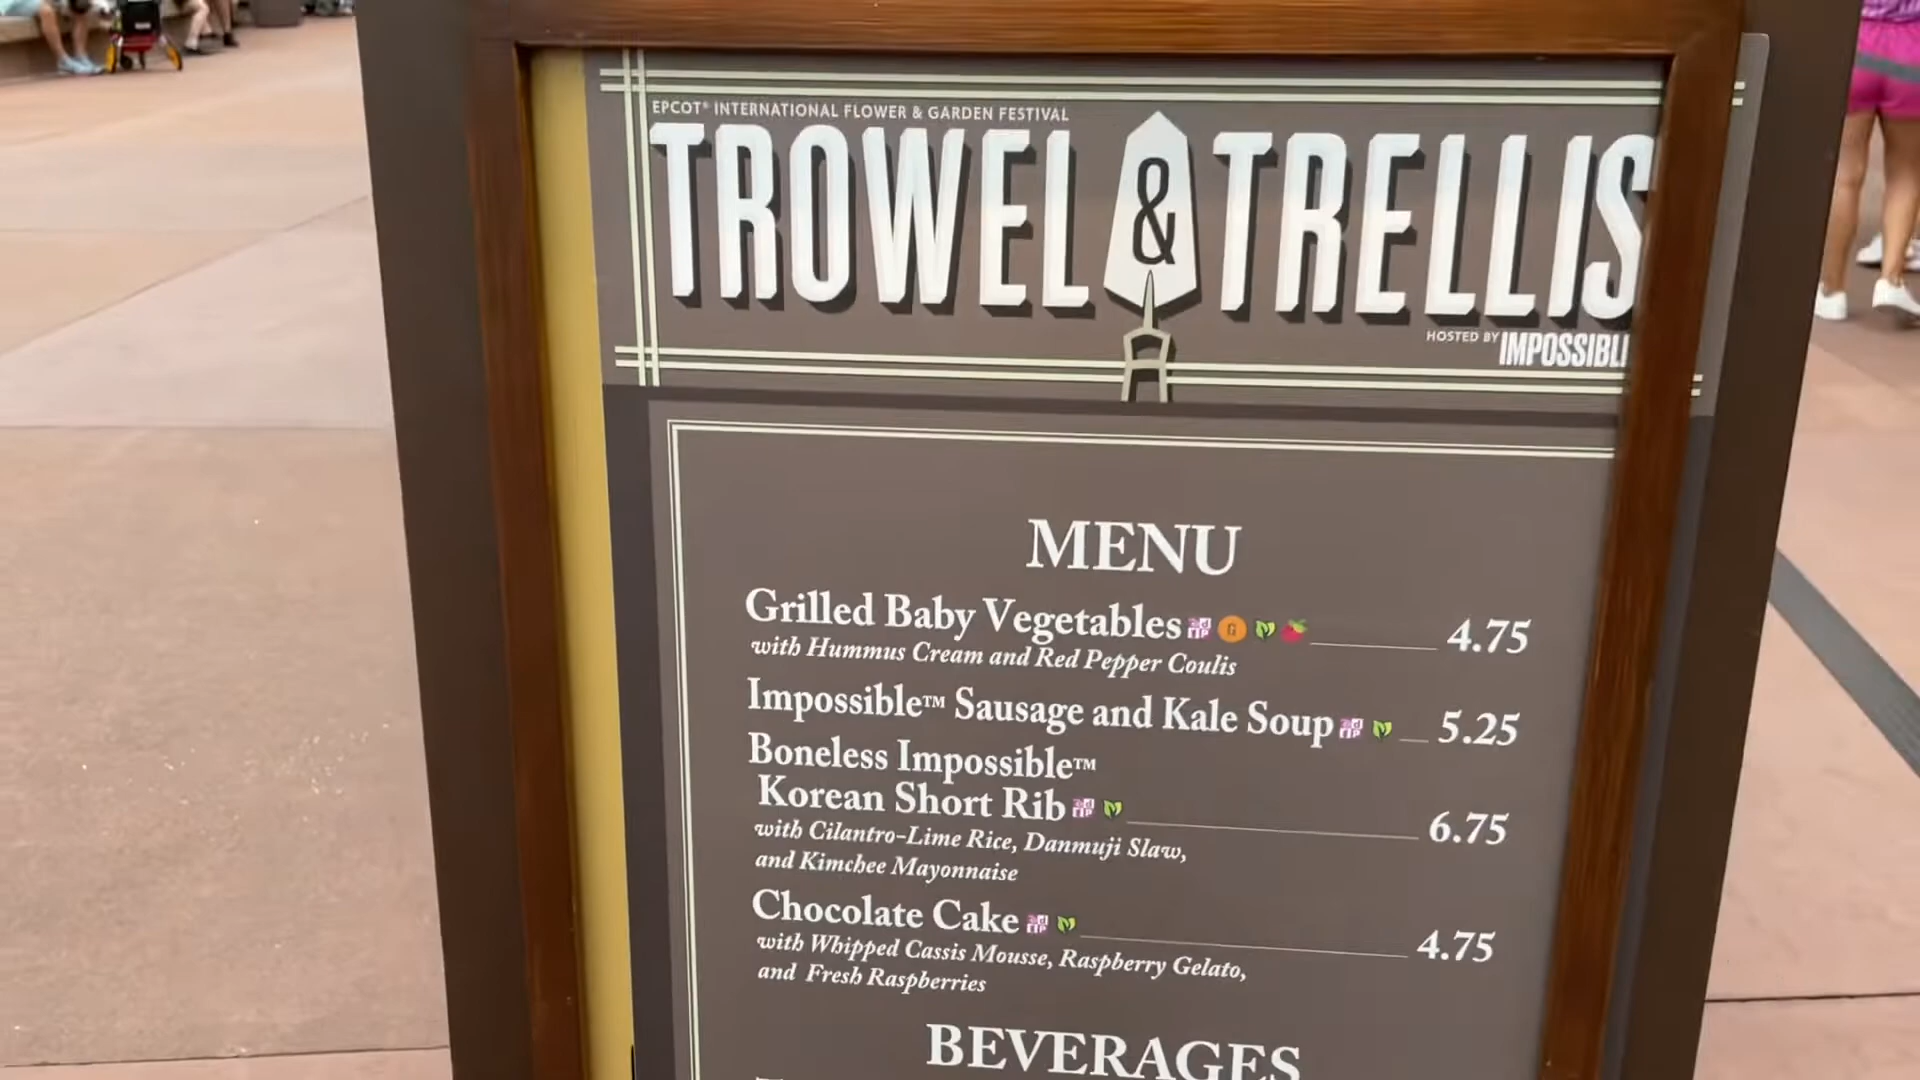 EPCOT® INTERNATIONAL FLOWER & GARDEN FESTIVAL
TROWEL & TRELLIS
HOSTED BY IMPOSSIBL
MENU
Grilled Baby Vegetables G 4.75
with Hummus Cream and Red Pepper Coulis
Impossible™ Sausage and Kale Soup 5.25
Boneless Impossible™
Korean Short Rib 6.75
with Cilantro-Lime Rice, Danmuji Slaw,
and Kimchee Mayonnaise
Chocolate Cake 4.75
with Whipped Cassis Mousse, Raspberry Gelato,
and Fresh Raspberries
BEVERAGES